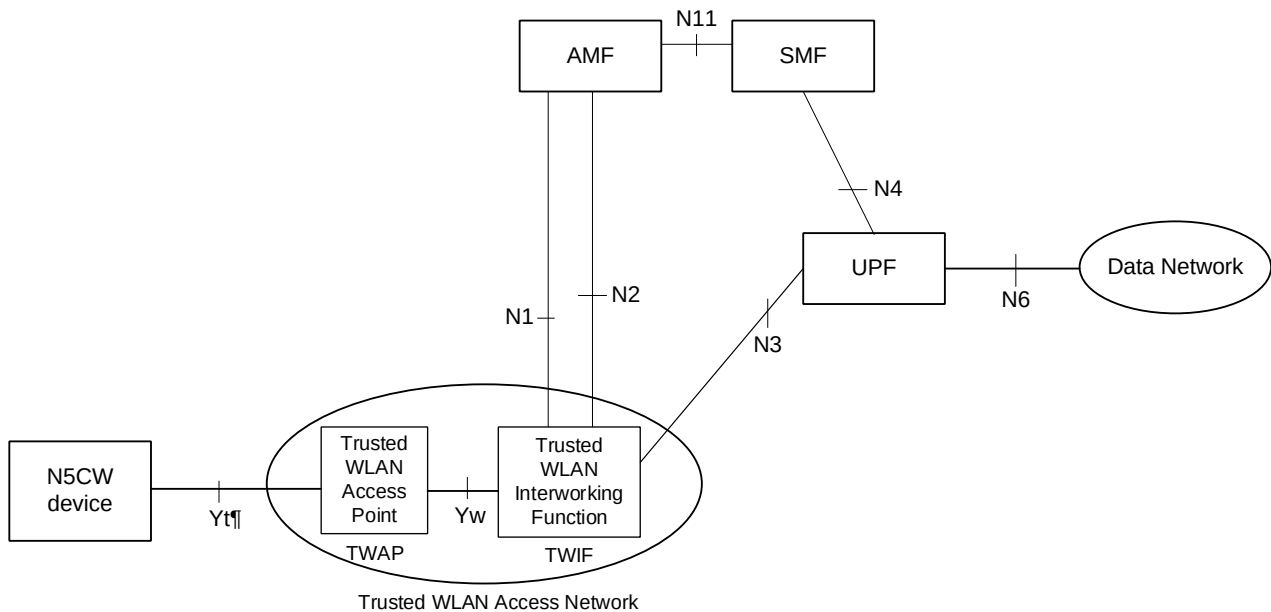 N11
AMF
SMF
N4
UPF
Data Network
N2
N1
N6
N3
Trusted
WLAN
Access
Point
Trusted
WLAN
Interworking
Function
N5CW
device
Yt¶
Yw
TWAP
TWIF
Trusted WLAN Access Network